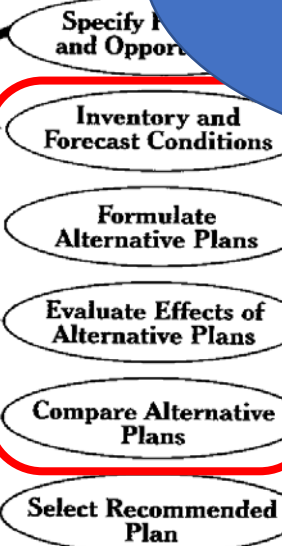 Specify
and
Inventory and
Forecast Conditions
Formulate
Alternative Plans
Evaluate Effects of
Alternative Plans
Compare Alternative
Plans
Select Recommended
Plan